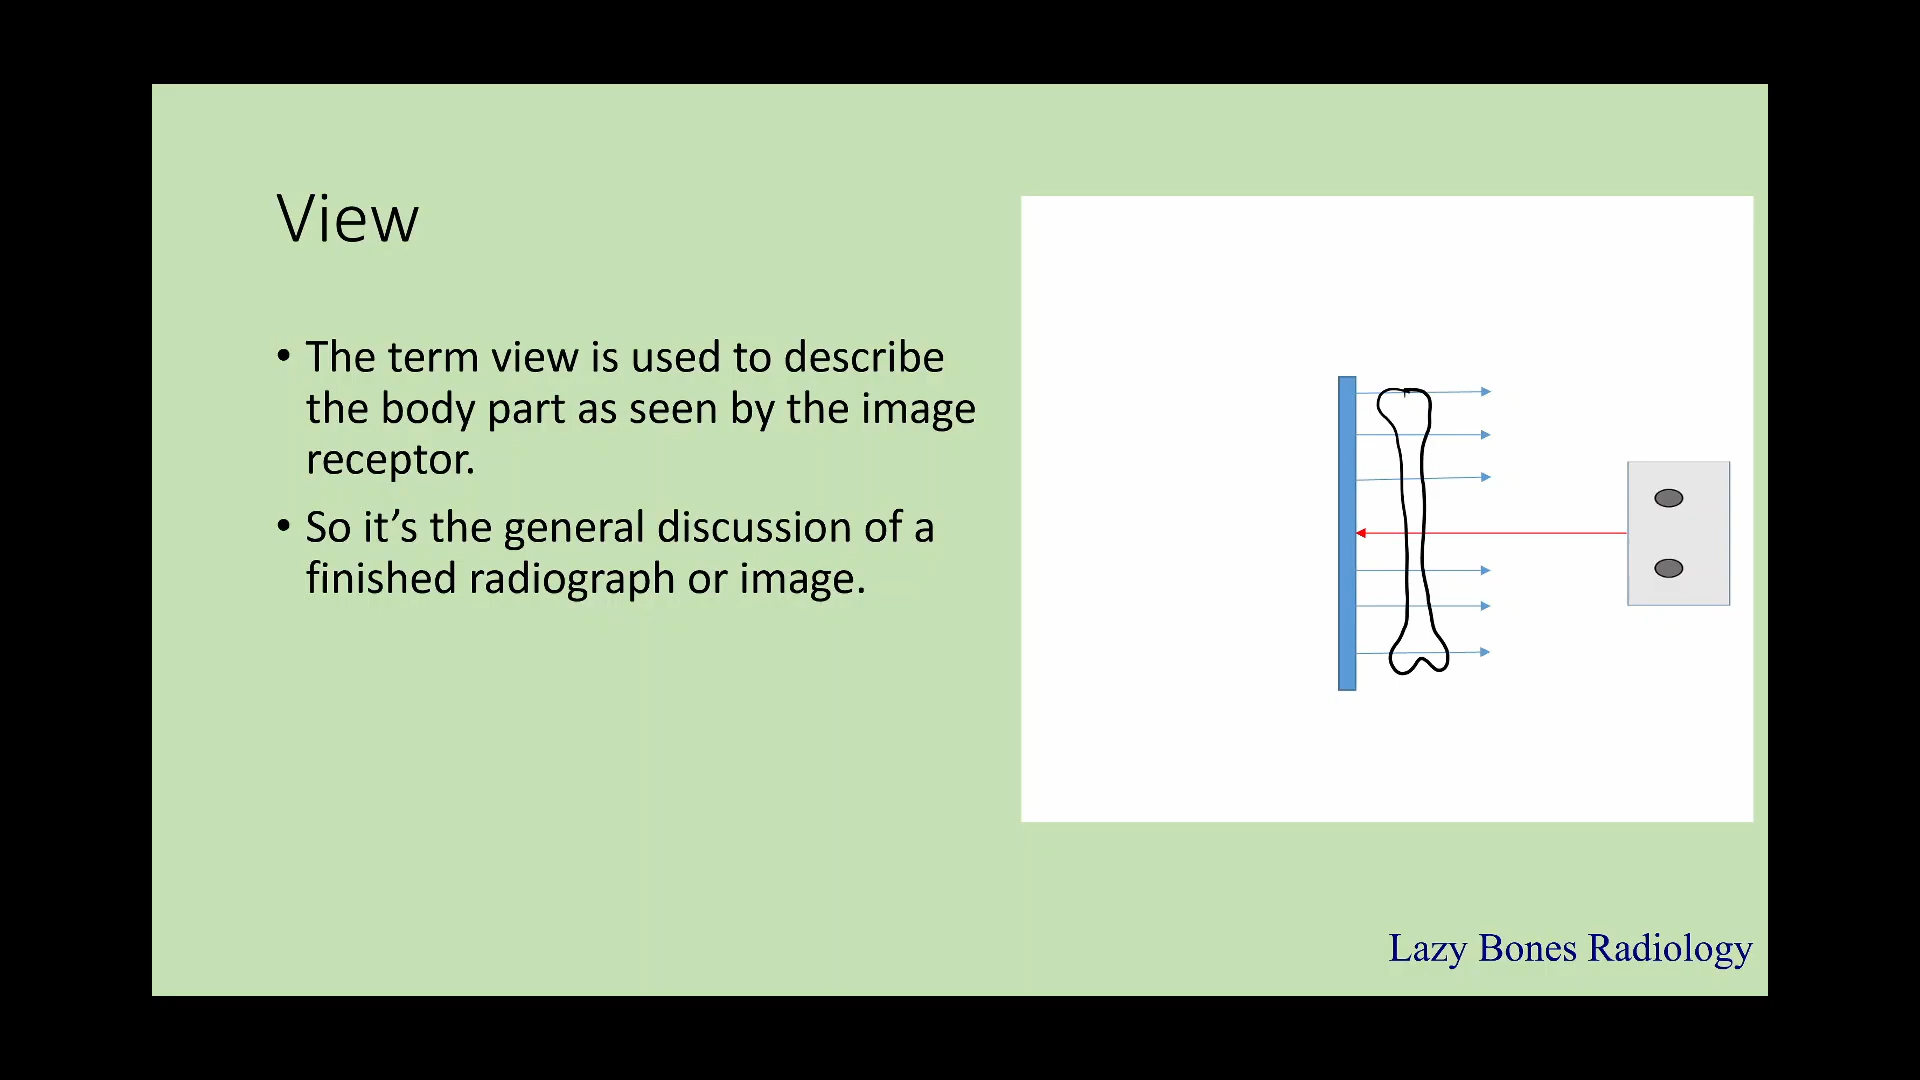 View
• The term view is used to describe
the body part as seen by the image
receptor.
• So it’s the general discussion of a
finished radiograph or image.
Lazy Bones Radiology